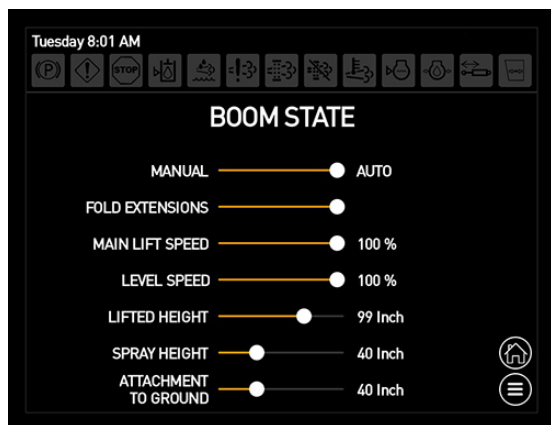 Tuesday 8:01 AM
STOP
BOOM STATE
MANUAL AUTO
FOLD EXTENSIONS
MAIN LIFT SPEED 100 %
LEVEL SPEED 100 %
LIFTED HEIGHT 99 Inch
SPRAY HEIGHT 40 Inch
ATTACHMENT
TO GROUND 40 Inch